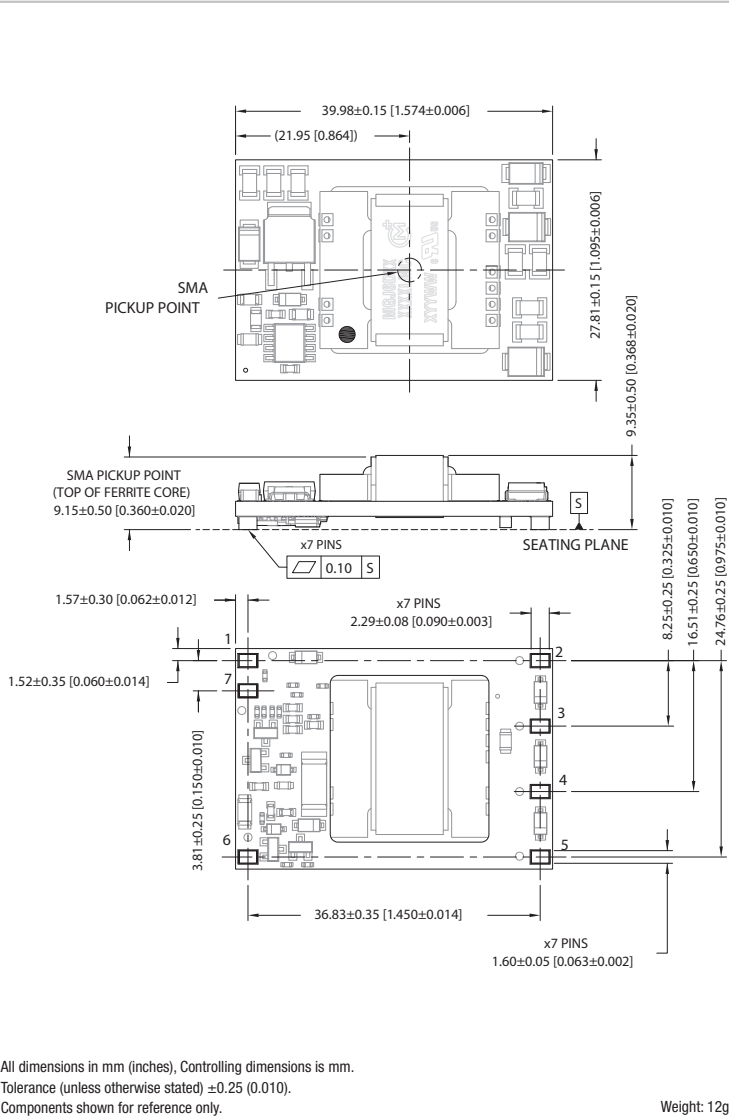 39.98±0.15 [1.574±0.006]
(21.95 [0.864])
27.81±0.15 [1.095±0.006]
SMA
PICKUP POINT
XYYWW
9.35±0.50 [0.368±0.020]
SMA PICKUP POINT
(TOP OF FERRITE CORE)
9.15±0.50 [0.360±0.020]
S
x7 PINS
SEATING PLANE
0.10 S
8.25±0.25 [0.325±0.010]
16.51±0.25 [0.650±0.010]
24.76±0.25 [0.975±0.010]
1.57±0.30 [0.062±0.012]
x7 PINS
2.29±0.08 [0.090±0.003]
1
2
1.52±0.35 [0.060±0.014]
7
3
3.81±0.25 [0.150±0.010]
4
6
5
36.83±0.35 [1.450±0.014]
x7 PINS
1.60±0.05 [0.063±0.002]
All dimensions in mm (inches), Controlling dimensions is mm.
Tolerance (unless otherwise stated) ±0.25 (0.010).
Components shown for reference only.
Weight: 12g